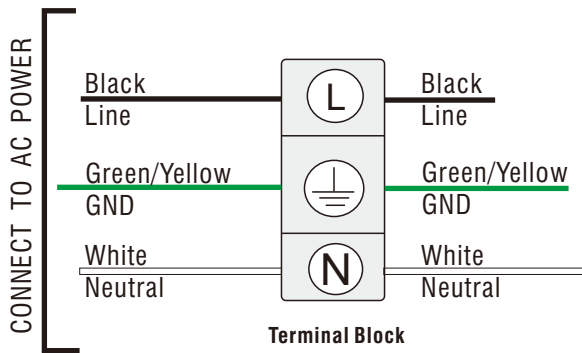 CONNECT TO AC POWER
Black
Line
L
Black
Line
Green/Yellow
GND
Green/Yellow
GND
White
Neutral
N
White
Neutral
Terminal Block